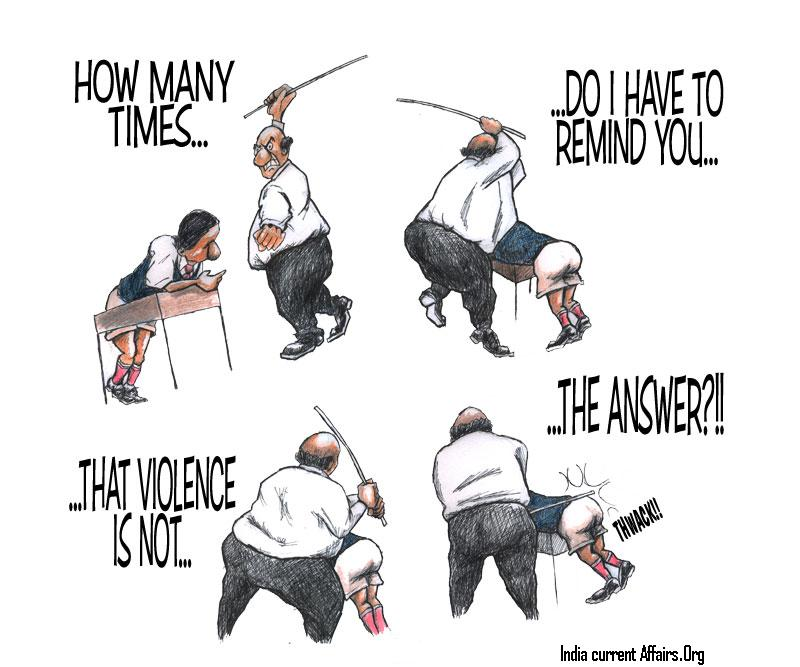 HOW MANY
TIMES...
...DO I HAVE TO
REMIND YOU...
...THAT VIOLENCE
IS NOT...
...THE ANSWER?!!
THWACK!!
India current Affairs.Org